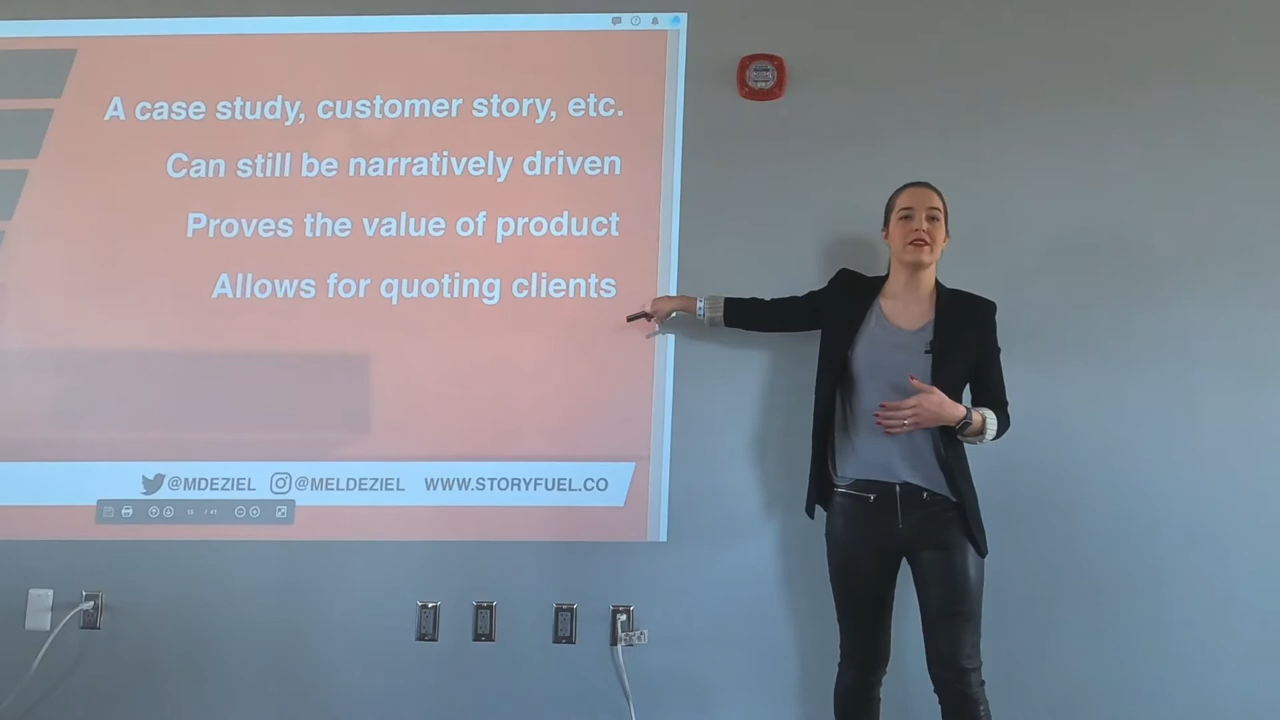 A case study, customer story, etc.
Can still be narratively driven
Proves the value of product
Allows for quoting clients
@MDEZIEL @MELDEZIEL WWW.STORYFUEL.CO
/ 41